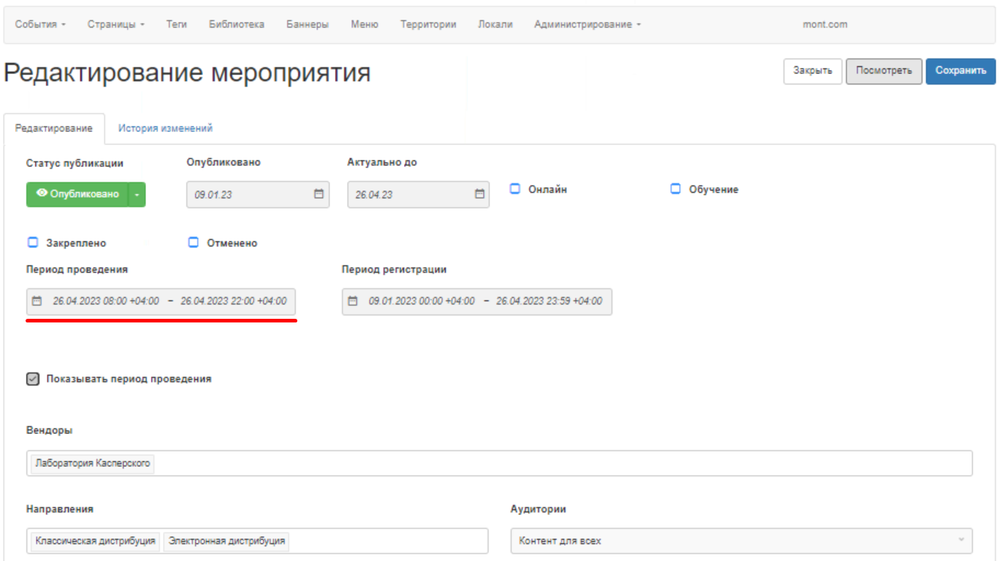 События Страницы Теги Библиотека Баннеры Меню Территории Локали Администрирование mont.com
Редактирование мероприятия
Закрыть Посмотреть Сохранить
Редактирование История изменений
Статус публикации Опубликовано Актуально до
Опубликовано 09.01.23 26.04.23 Онлайн Обучение
Закреплено Отменено
Период проведения Период регистрации
26.04.2023 08:00 +04:00 – 26.04.2023 22:00 +04:00 09.01.2023 00:00 +04:00 – 26.04.2023 23:59 +04:00
Показывать период проведения
Вендоры
Лаборатория Касперского
Направления Аудитории
Классическая дистрибуция Электронная дистрибуция Контент для всех